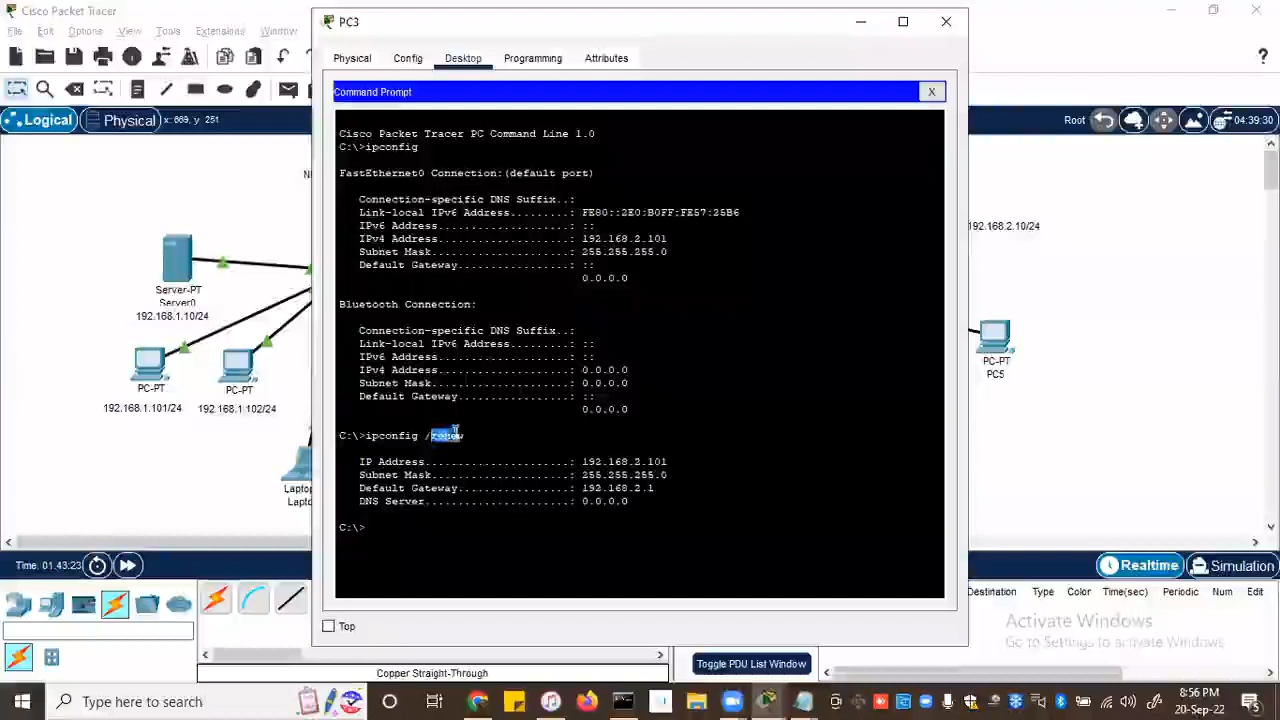 Cisco Packet Tracer
File Edit Options View Tools Extensions Window
PC3
Physical Config Desktop Programming Attributes
Command Prompt
X
Logical Physical x: 669, y: 251
Root 04:39:30
Cisco Packet Tracer PC Command Line 1.0
C:\>ipconfig
FastEthernet0 Connection:(default port)
Connection-specific DNS Suffix..:
Link-local IPv6 Address.........: FE80::2E0:B0FF:FE57:25B6
IPv6 Address....................: ::
IPv4 Address....................: 192.168.2.101
Subnet Mask.....................: 255.255.255.0
Default Gateway.................: ::
0.0.0.0
Bluetooth Connection:
Connection-specific DNS Suffix..:
Link-local IPv6 Address.........: ::
IPv6 Address....................: ::
IPv4 Address....................: 0.0.0.0
Subnet Mask.....................: 0.0.0.0
Default Gateway.................: ::
0.0.0.0
C:\>ipconfig /renew
IP Address......................: 192.168.2.101
Subnet Mask.....................: 255.255.255.0
Default Gateway.................: 192.168.2.1
DNS Server......................: 0.0.0.0
C:\>
Top
Server-PT
Server0
192.168.1.10/24
PC-PT
192.168.1.101/24
PC-PT
192.168.1.102/24
192.168.2.10/24
PC-PT
PC5
Time: 01:43:23
Realtime Simulation
Type Color Time(sec) Periodic Num Edit
Activate Windows
Go to Settings to activate Windows
Copper Straight-Through
Toggle PDU List Window
Type here to search
8:56 PM
20-Sep-22
5